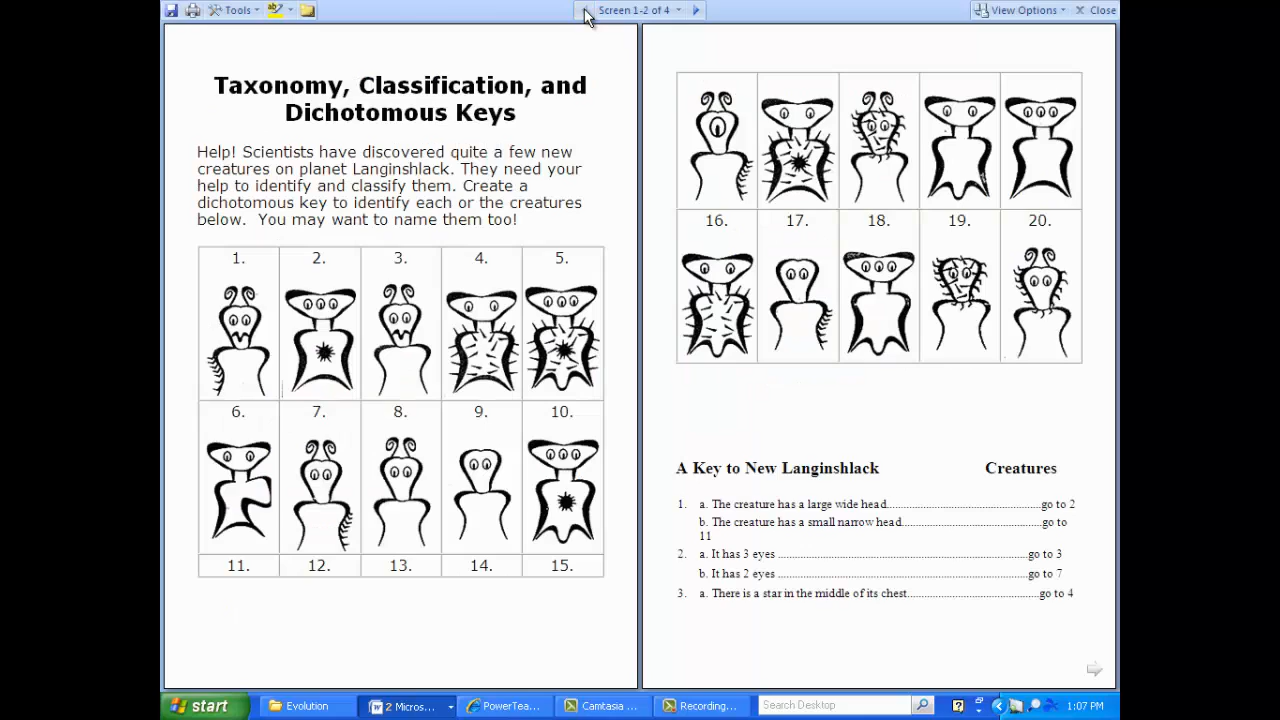 Tools
Screen 1-2 of 4
View Options
Close
Taxonomy, Classification, and
Dichotomous Keys
Help! Scientists have discovered quite a few new
creatures on planet Langinshlack. They need your
help to identify and classify them. Create a
dichotomous key to identify each or the creatures
below. You may want to name them too!
1. 2. 3. 4. 5.
6. 7. 8. 9. 10.
11. 12. 13. 14. 15.
16. 17. 18. 19. 20.
A Key to New Langinshlack Creatures
1. a. The creature has a large wide head..........................................go to 2
b. The creature has a small narrow head......................................go to
11
2. a. It has 3 eyes ....................................................................go to 3
b. It has 2 eyes ....................................................................go to 7
3. a. There is a star in the middle of its chest...................................go to 4
start
Evolution
2 Micros...
PowerTea...
Camtasia ...
Recording...
Search Desktop
1:07 PM